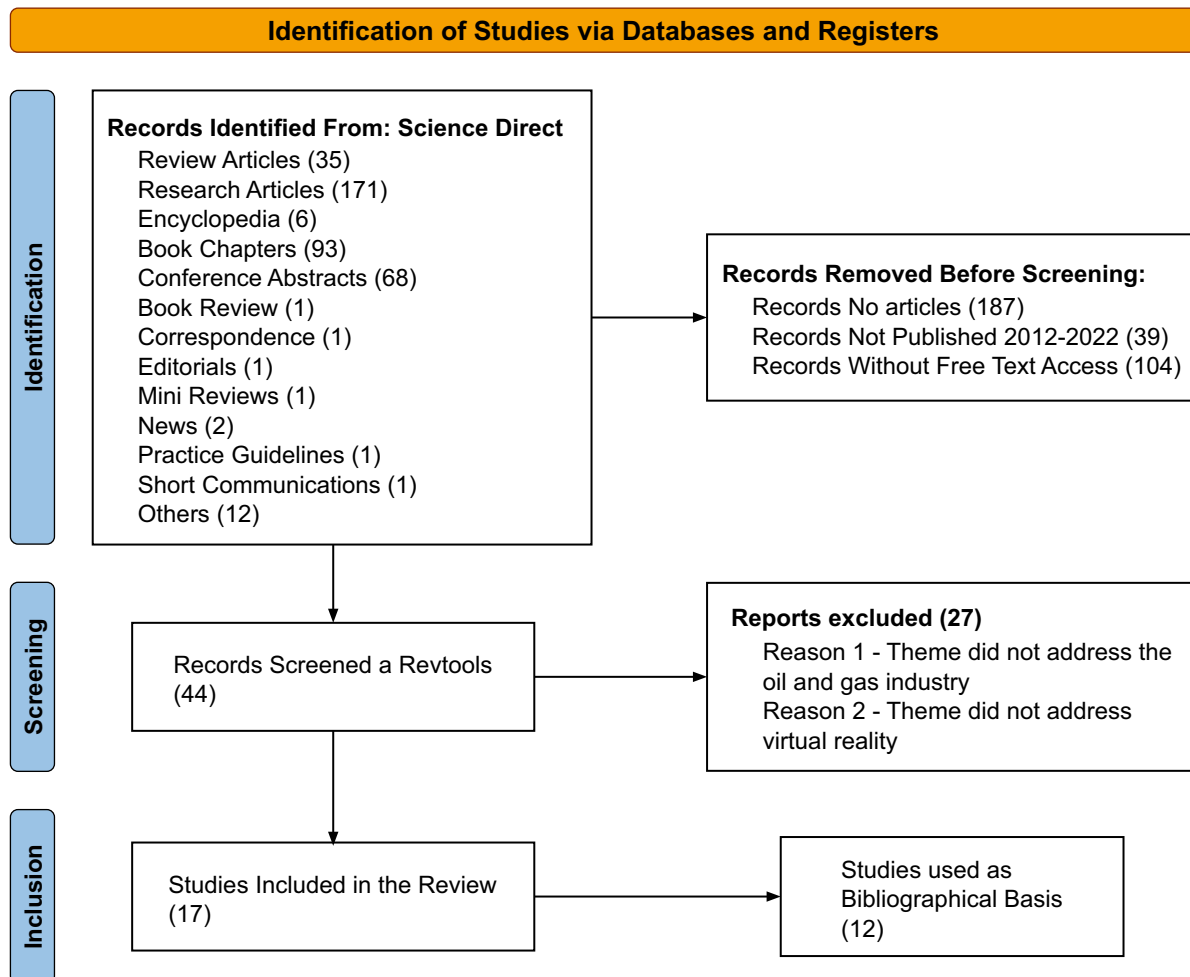 Identification of Studies via Databases and Registers
Identification
Records Identified From: Science Direct
Review Articles (35)
Research Articles (171)
Encyclopedia (6)
Book Chapters (93)
Conference Abstracts (68)
Book Review (1)
Correspondence (1)
Editorials (1)
Mini Reviews (1)
News (2)
Practice Guidelines (1)
Short Communications (1)
Others (12)
Records Removed Before Screening:
Records No articles (187)
Records Not Published 2012-2022 (39)
Records Without Free Text Access (104)
Screening
Records Screened a Revtools
(44)
Reports excluded (27)
Reason 1 - Theme did not address the
oil and gas industry
Reason 2 - Theme did not address
virtual reality
Inclusion
Studies Included in the Review
(17)
Studies used as
Bibliographical Basis
(12)